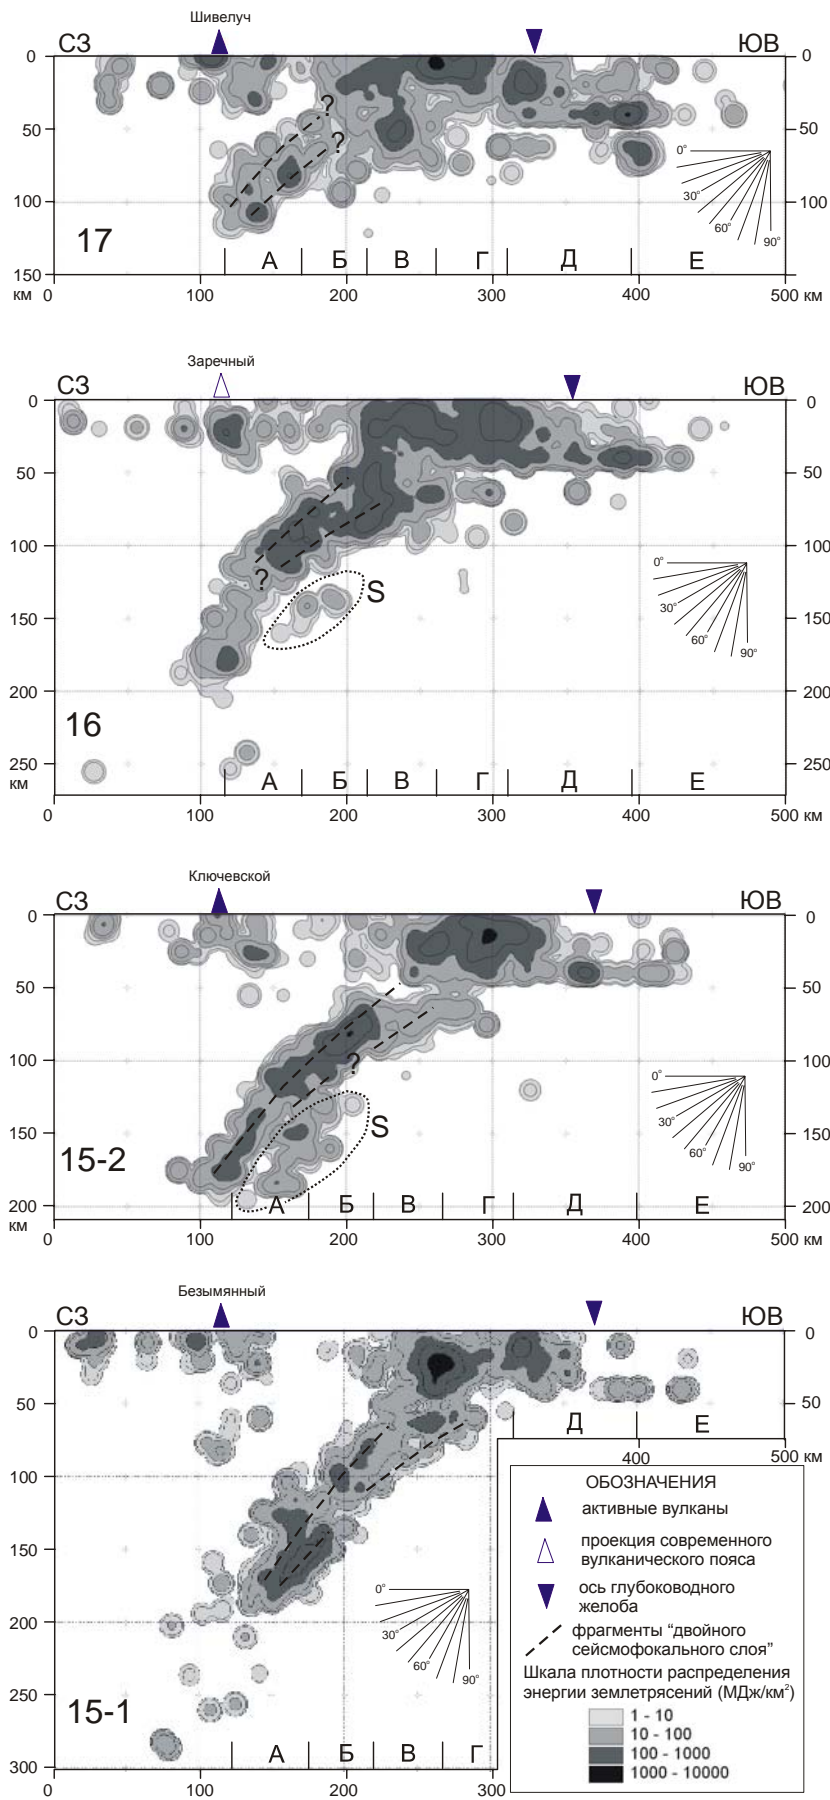 Шивелуч
СЗ ЮВ
0 0
50 50
100 100
150
км
?
?
0° 30° 60° 90°
17
А Б В Г Д Е
0 100 200 300 400 500 км
Заречный
СЗ ЮВ
0 0
50 50
100 100
150 150
200 200
250 250
км
?
S
0° 30° 60° 90°
16
А Б В Г Д Е
0 100 200 300 400 500 км
Ключевской
СЗ ЮВ
0 0
50 50
100 100
150 150
200 200
км
?
S
0° 30° 60° 90°
15-2
А Б В Г Д Е
0 100 200 300 400 500 км
Безымянный
СЗ ЮВ
0 0
50 50
100
150
200
250
300
Д Е
400 500 км
0° 30° 60° 90°
15-1
А Б В Г
0 100 200 300
ОБОЗНАЧЕНИЯ
активные вулканы
проекция современного
вулканического пояса
ось глубоководного
желоба
фрагменты “двойного
сейсмофокального слоя”
Шкала плотности распределения
энергии землетрясений (МДж/км²)
1 - 10
10 - 100
100 - 1000
1000 - 10000